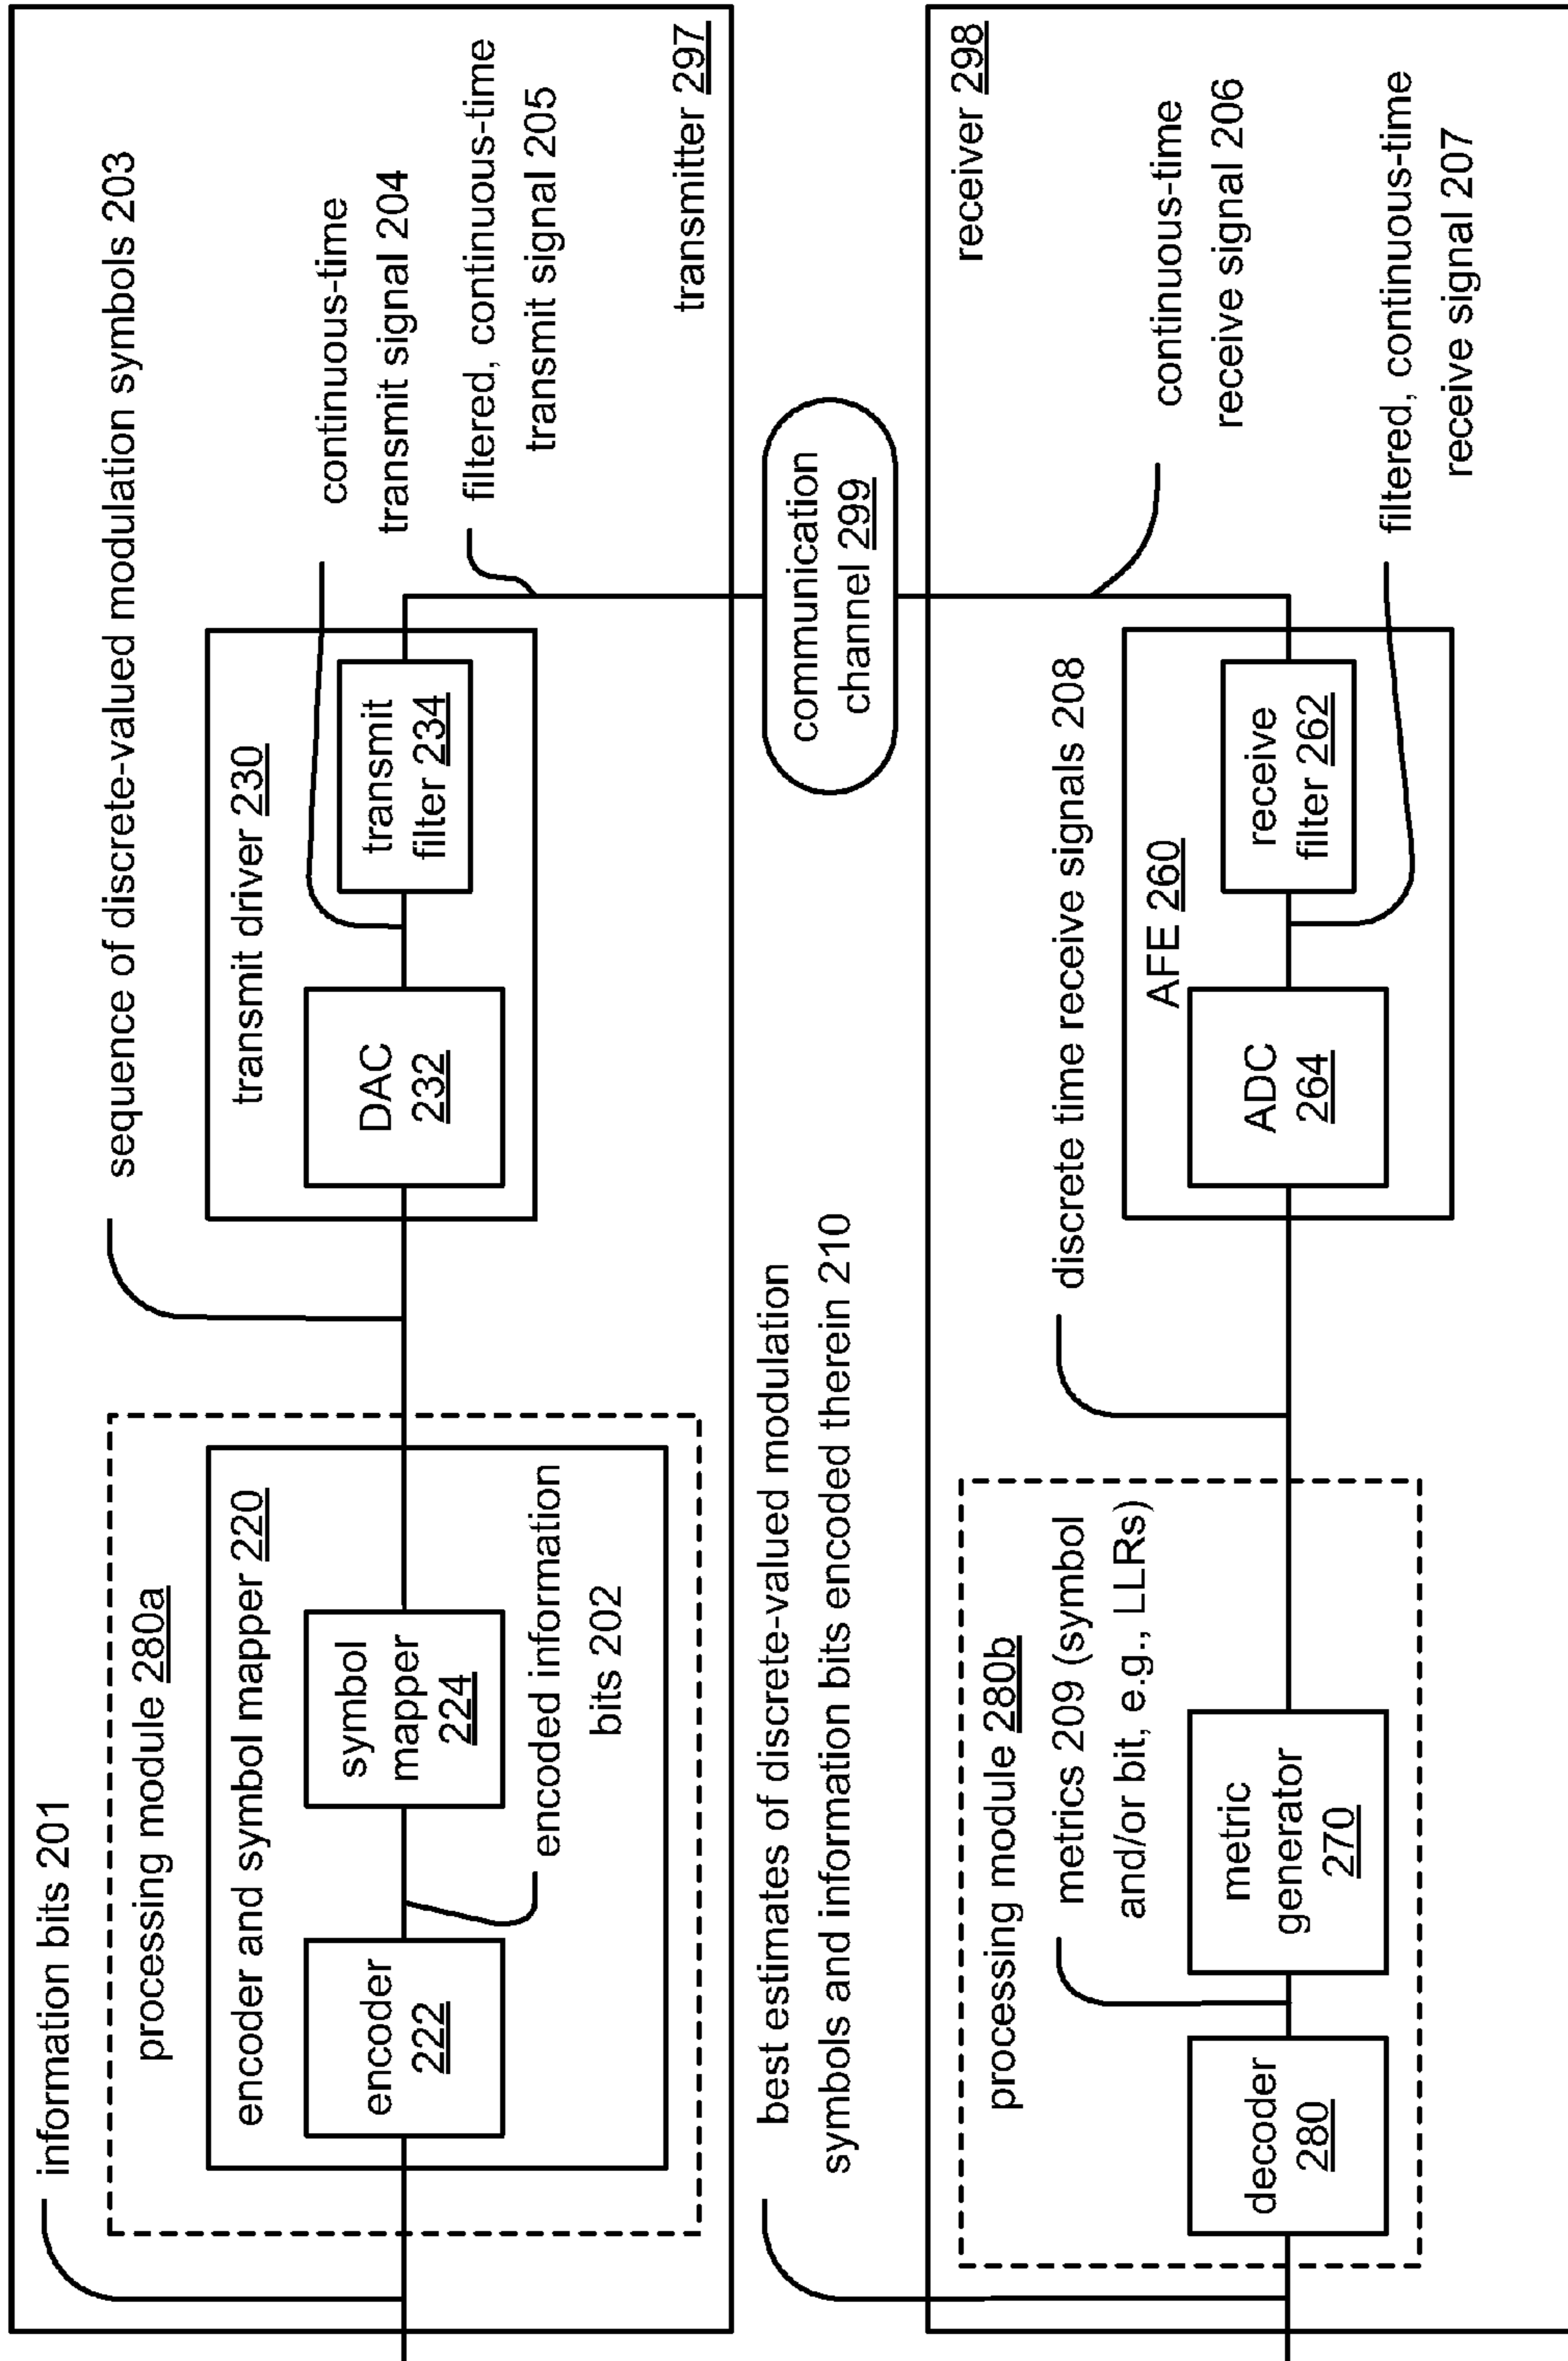 information bits 201
sequence of discrete-valued modulation symbols 203
processing module 280a
encoder and symbol mapper 220
encoder
222
symbol
mapper
224
encoded information
bits 202
transmit driver 230
DAC
232
transmit
filter 234
continuous-time
transmit signal 204
filtered, continuous-time
transmit signal 205
transmitter 297
communication
channel 299
best estimates of discrete-valued modulation
symbols and information bits encoded therein 210
receiver 298
processing module 280b
metrics 209 (symbol
and/or bit, e.g., LLRs)
decoder
280
metric
generator
270
discrete time receive signals 208
AFE 260
ADC
264
receive
filter 262
continuous-time
receive signal 206
filtered, continuous-time
receive signal 207